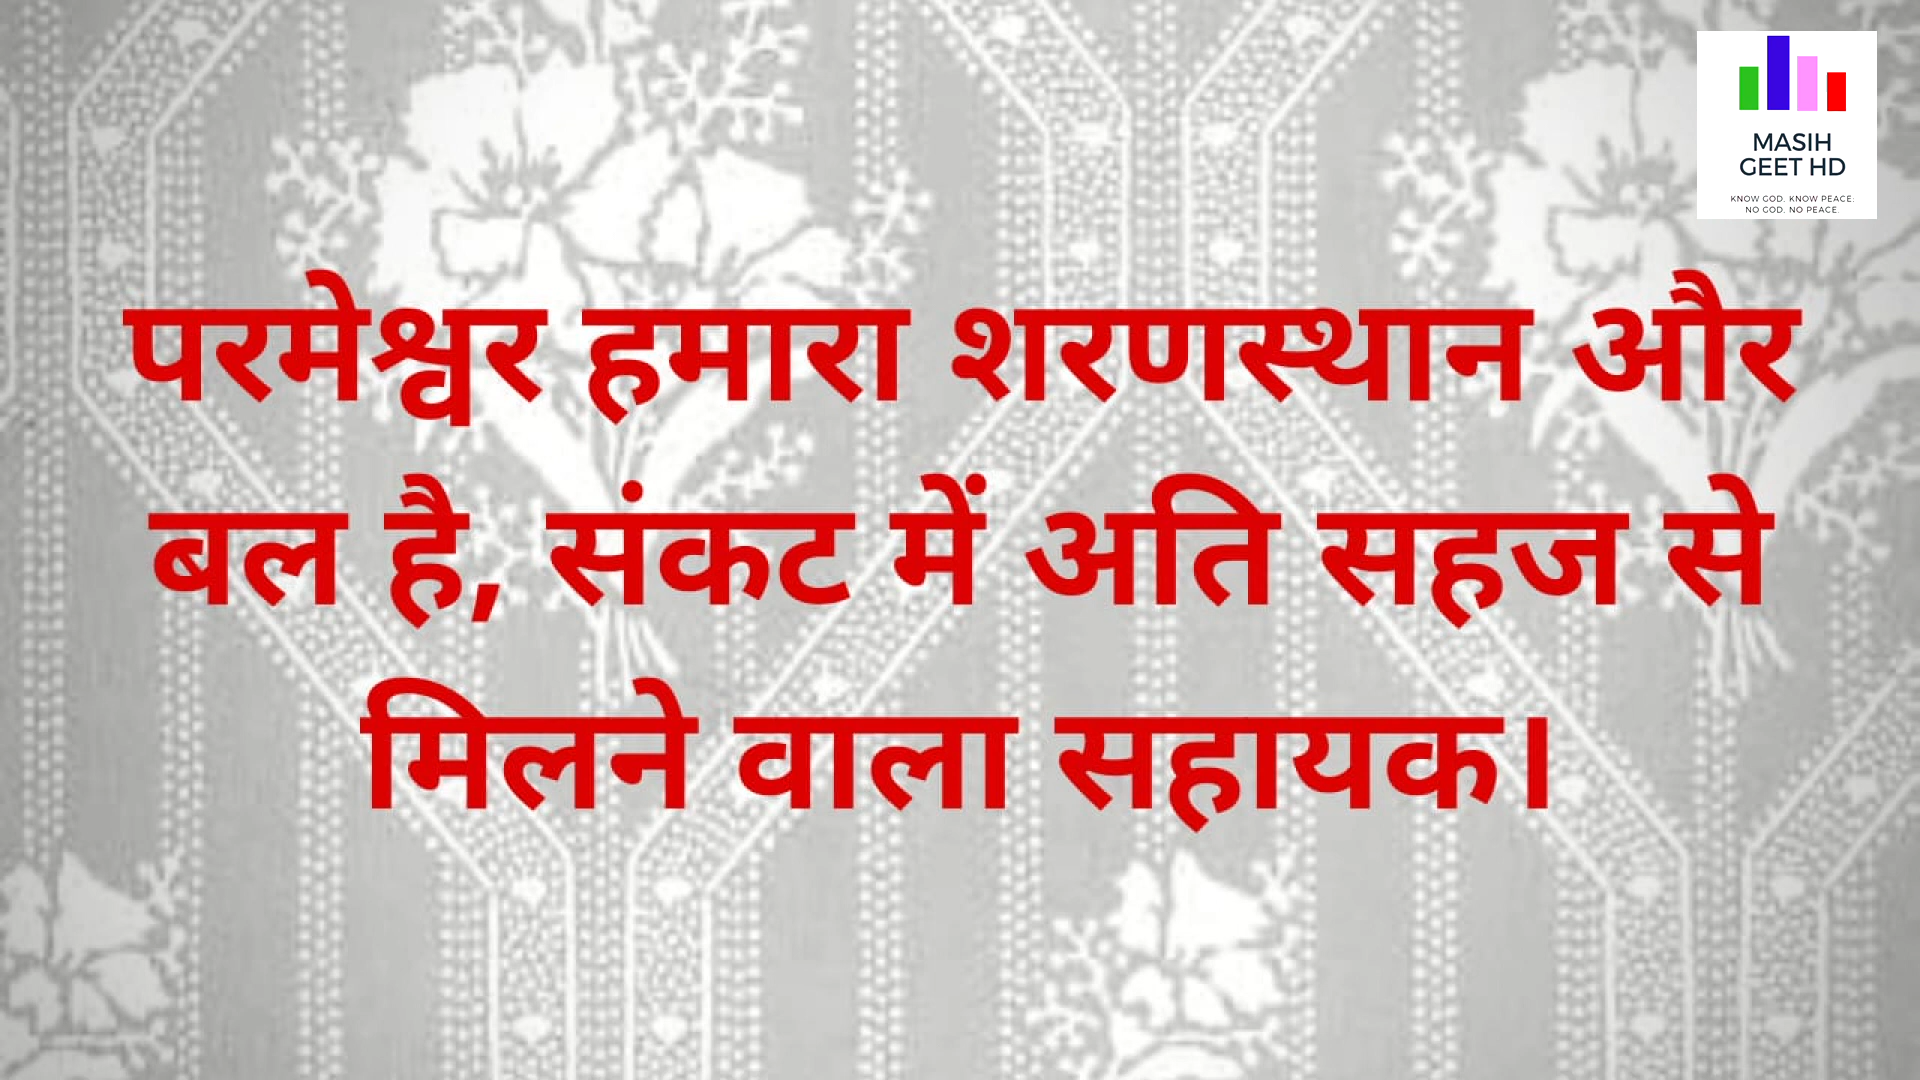 MASIH
GEET HD
KNOW GOD, KNOW PEACE:
NO GOD, NO PEACE.
परमेश्वर हमारा शरणस्थान और
बल है, संकट में अति सहज से
मिलने वाला सहायक।